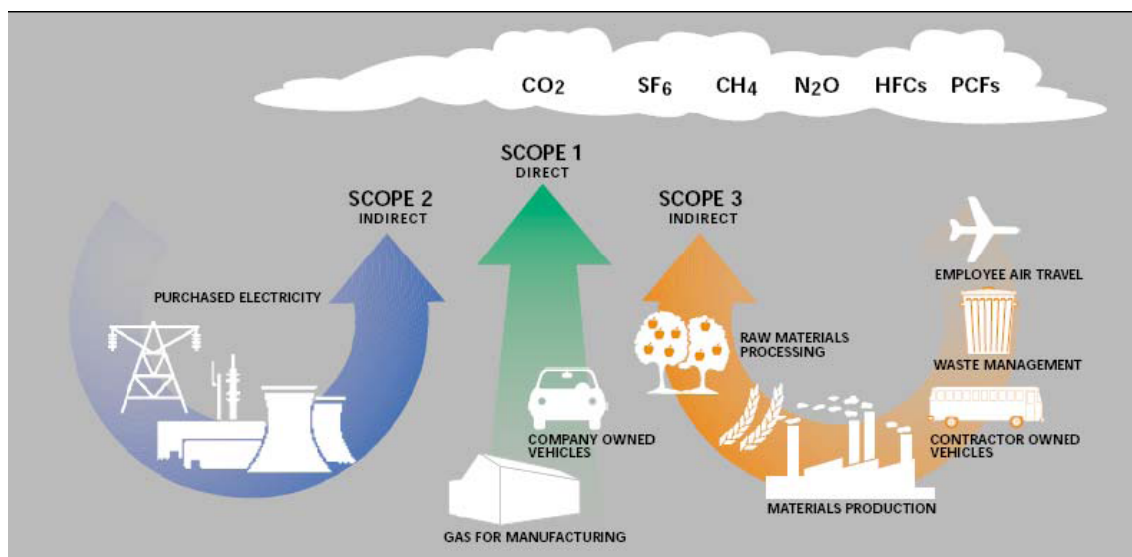 CO2 SF6 CH4 N2O HFCs PCFs
SCOPE 1
DIRECT
SCOPE 2
INDIRECT
SCOPE 3
INDIRECT
PURCHASED ELECTRICITY
COMPANY OWNED
VEHICLES
GAS FOR MANUFACTURING
RAW MATERIALS
PROCESSING
MATERIALS PRODUCTION
EMPLOYEE AIR TRAVEL
WASTE MANAGEMENT
CONTRACTOR OWNED
VEHICLES